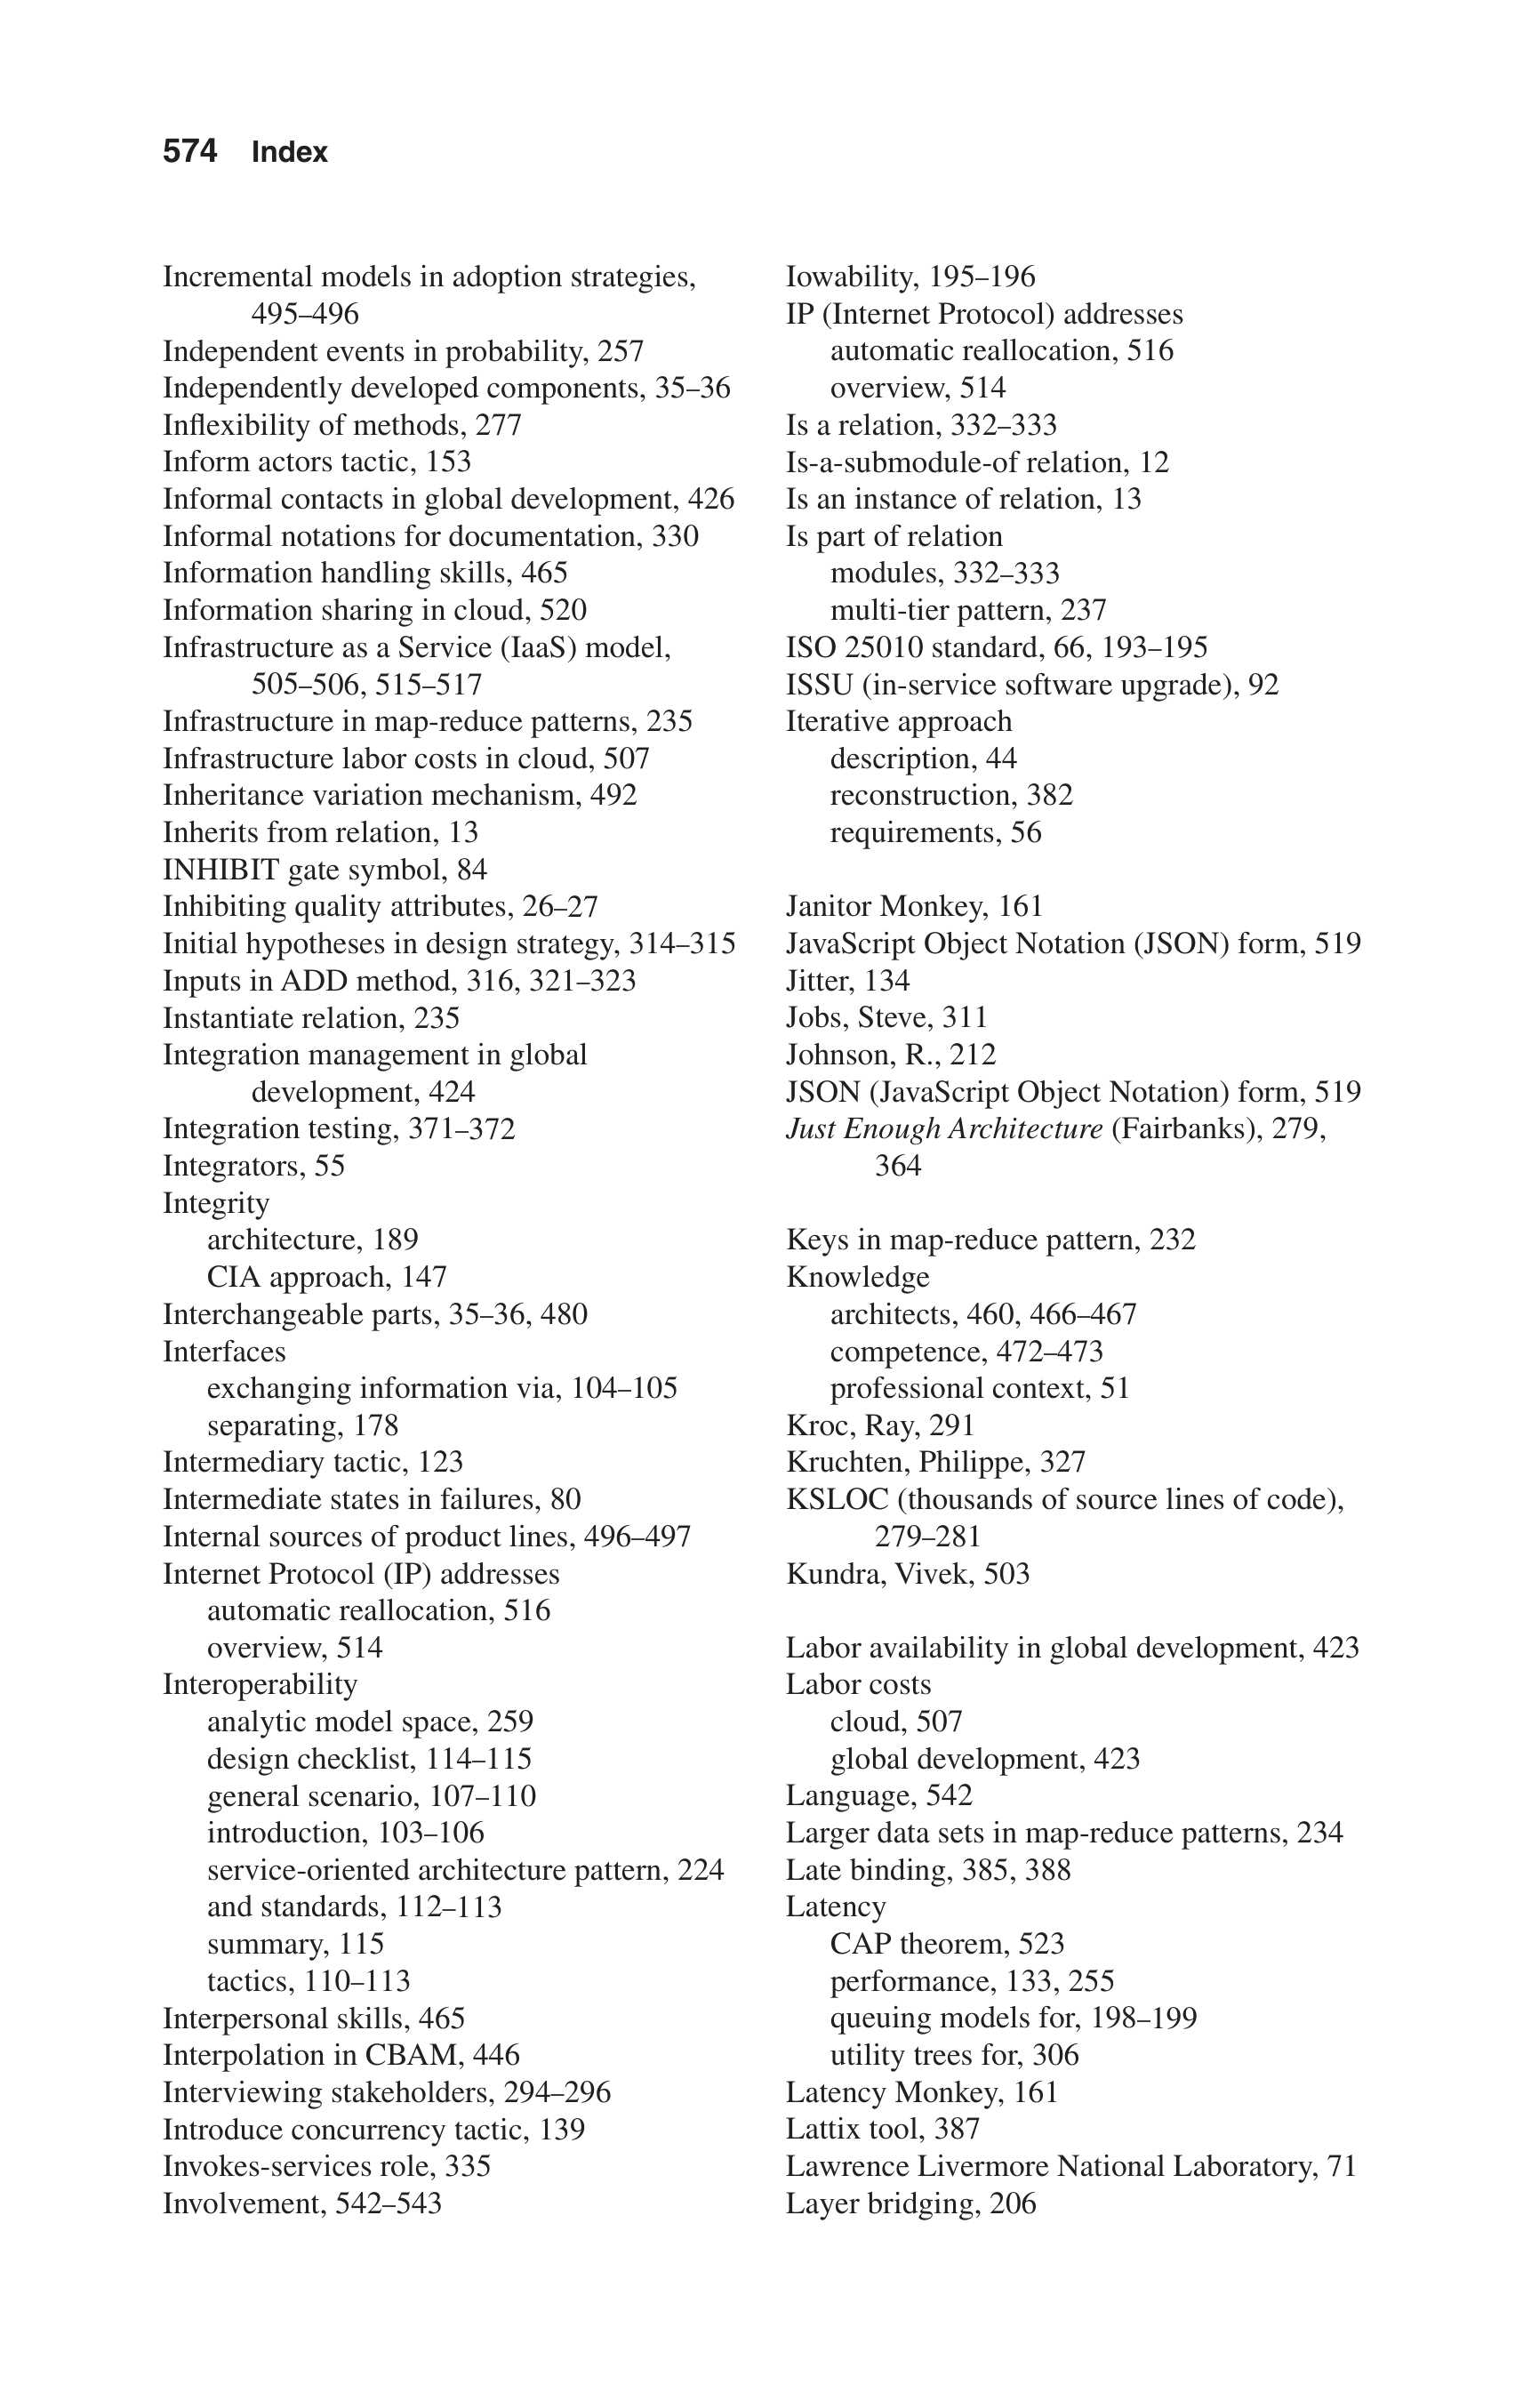 574 Index
Incremental models in adoption strategies,
495–496
Independent events in probability, 257
Independently developed components, 35–36
Inflexibility of methods, 277
Inform actors tactic, 153
Informal contacts in global development, 426
Informal notations for documentation, 330
Information handling skills, 465
Information sharing in cloud, 520
Infrastructure as a Service (IaaS) model,
505–506, 515–517
Infrastructure in map-reduce patterns, 235
Infrastructure labor costs in cloud, 507
Inheritance variation mechanism, 492
Inherits from relation, 13
INHIBIT gate symbol, 84
Inhibiting quality attributes, 26–27
Initial hypotheses in design strategy, 314–315
Inputs in ADD method, 316, 321–323
Instantiate relation, 235
Integration management in global
development, 424
Integration testing, 371–372
Integrators, 55
Integrity
architecture, 189
CIA approach, 147
Interchangeable parts, 35–36, 480
Interfaces
exchanging information via, 104–105
separating, 178
Intermediary tactic, 123
Intermediate states in failures, 80
Internal sources of product lines, 496–497
Internet Protocol (IP) addresses
automatic reallocation, 516
overview, 514
Interoperability
analytic model space, 259
design checklist, 114–115
general scenario, 107–110
introduction, 103–106
service-oriented architecture pattern, 224
and standards, 112–113
summary, 115
tactics, 110–113
Interpersonal skills, 465
Interpolation in CBAM, 446
Interviewing stakeholders, 294–296
Introduce concurrency tactic, 139
Invokes-services role, 335
Involvement, 542–543
Iowability, 195–196
IP (Internet Protocol) addresses
automatic reallocation, 516
overview, 514
Is a relation, 332–333
Is-a-submodule-of relation, 12
Is an instance of relation, 13
Is part of relation
modules, 332–333
multi-tier pattern, 237
ISO 25010 standard, 66, 193–195
ISSU (in-service software upgrade), 92
Iterative approach
description, 44
reconstruction, 382
requirements, 56
Janitor Monkey, 161
JavaScript Object Notation (JSON) form, 519
Jitter, 134
Jobs, Steve, 311
Johnson, R., 212
JSON (JavaScript Object Notation) form, 519
Just Enough Architecture (Fairbanks), 279,
364
Keys in map-reduce pattern, 232
Knowledge
architects, 460, 466–467
competence, 472–473
professional context, 51
Kroc, Ray, 291
Kruchten, Philippe, 327
KSLOC (thousands of source lines of code),
279–281
Kundra, Vivek, 503
Labor availability in global development, 423
Labor costs
cloud, 507
global development, 423
Language, 542
Larger data sets in map-reduce patterns, 234
Late binding, 385, 388
Latency
CAP theorem, 523
performance, 133, 255
queuing models for, 198–199
utility trees for, 306
Latency Monkey, 161
Lattix tool, 387
Lawrence Livermore National Laboratory, 71
Layer bridging, 206